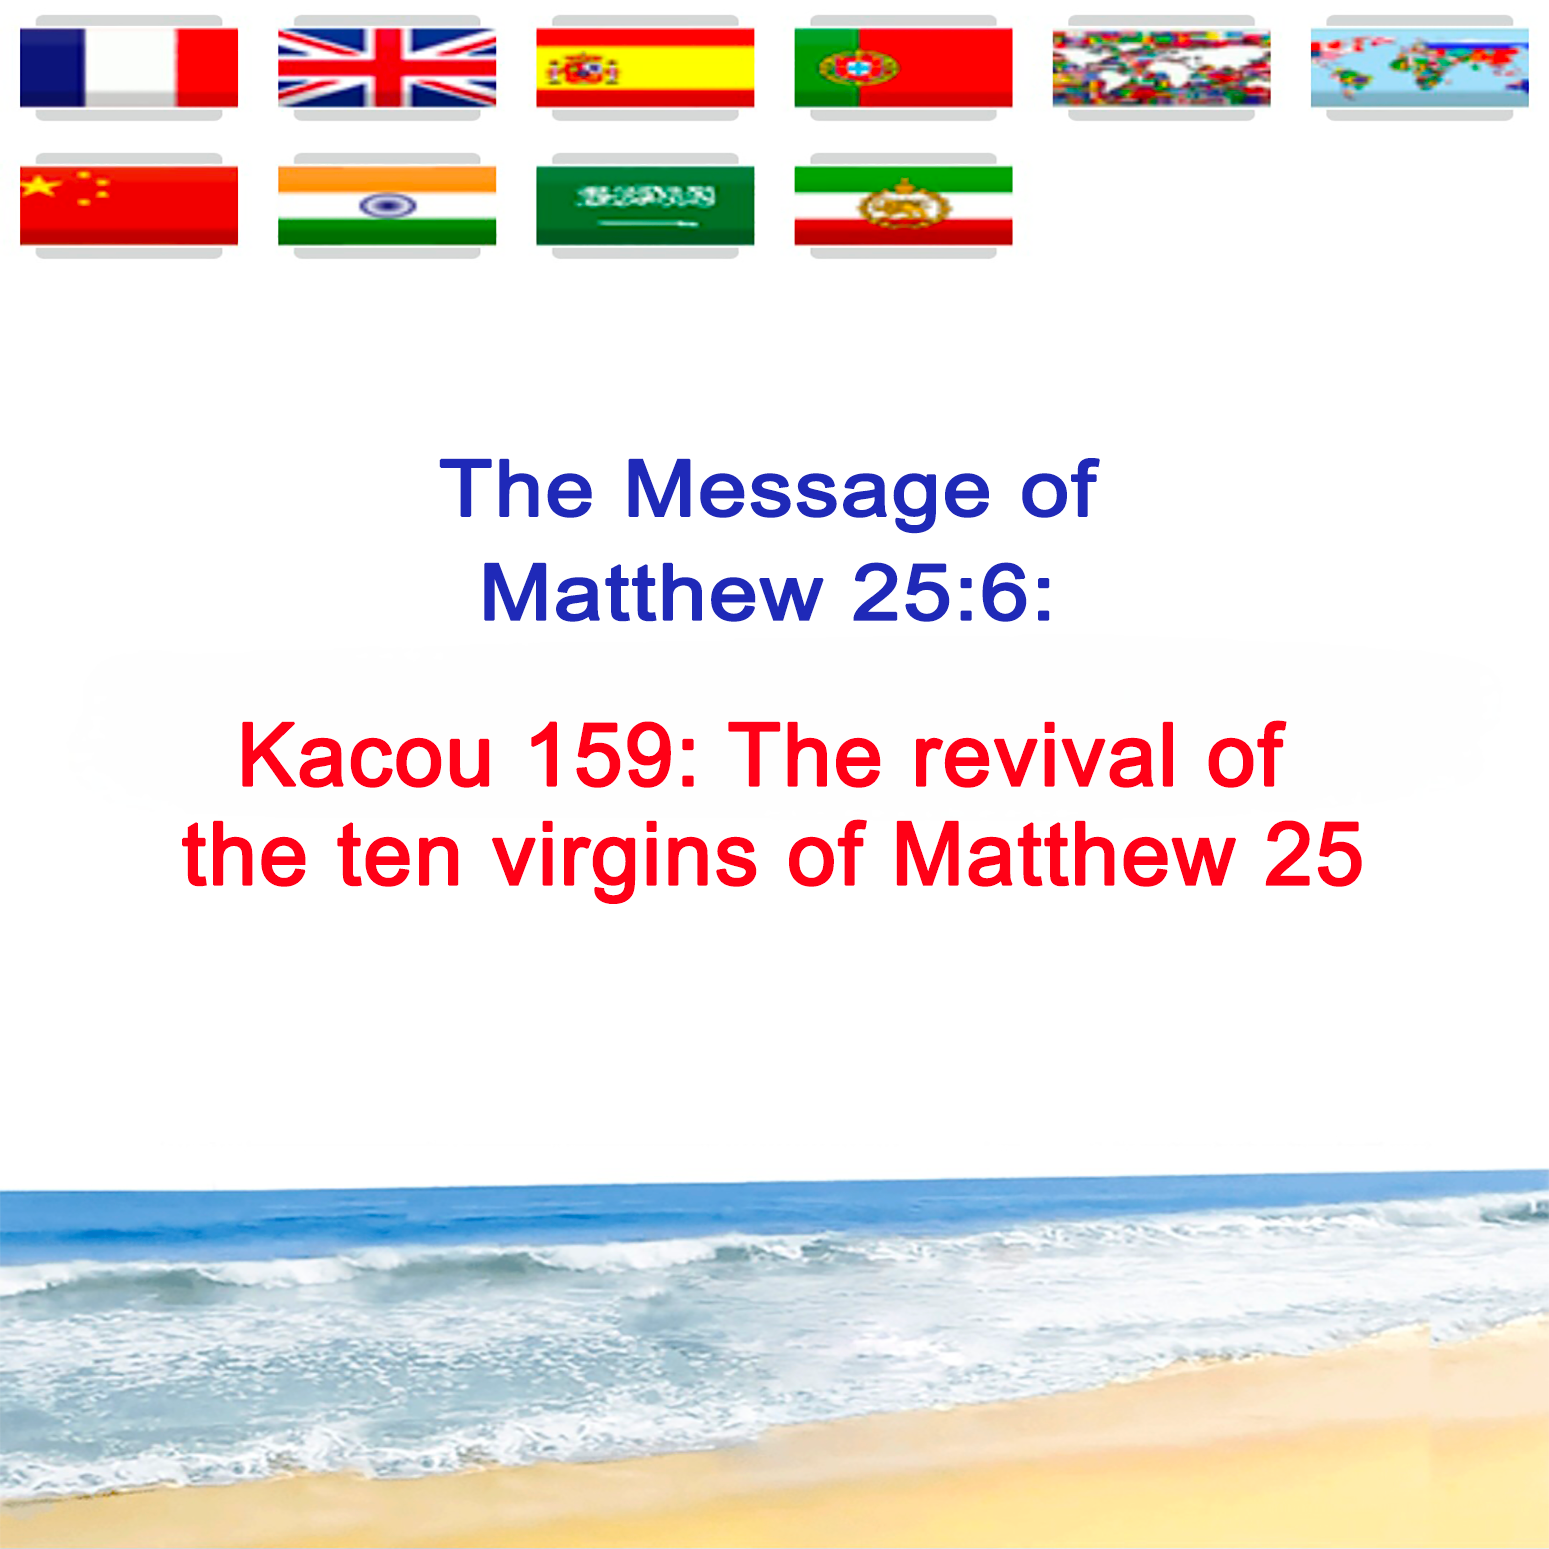 The Message of
Matthew 25:6:
Kacou 159: The revival of
the ten virgins of Matthew 25